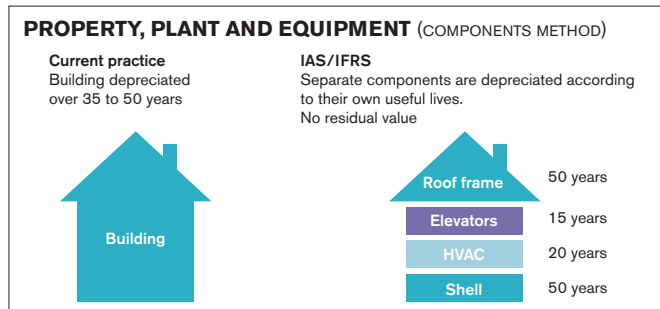 PROPERTY, PLANT AND EQUIPMENT (COMPONENTS METHOD)
Current practice
Building depreciated
over 35 to 50 years
Building
IAS/IFRS
Separate components are depreciated according
to their own useful lives.
No residual value
Roof frame 50 years
Elevators 15 years
HVAC 20 years
Shell 50 years